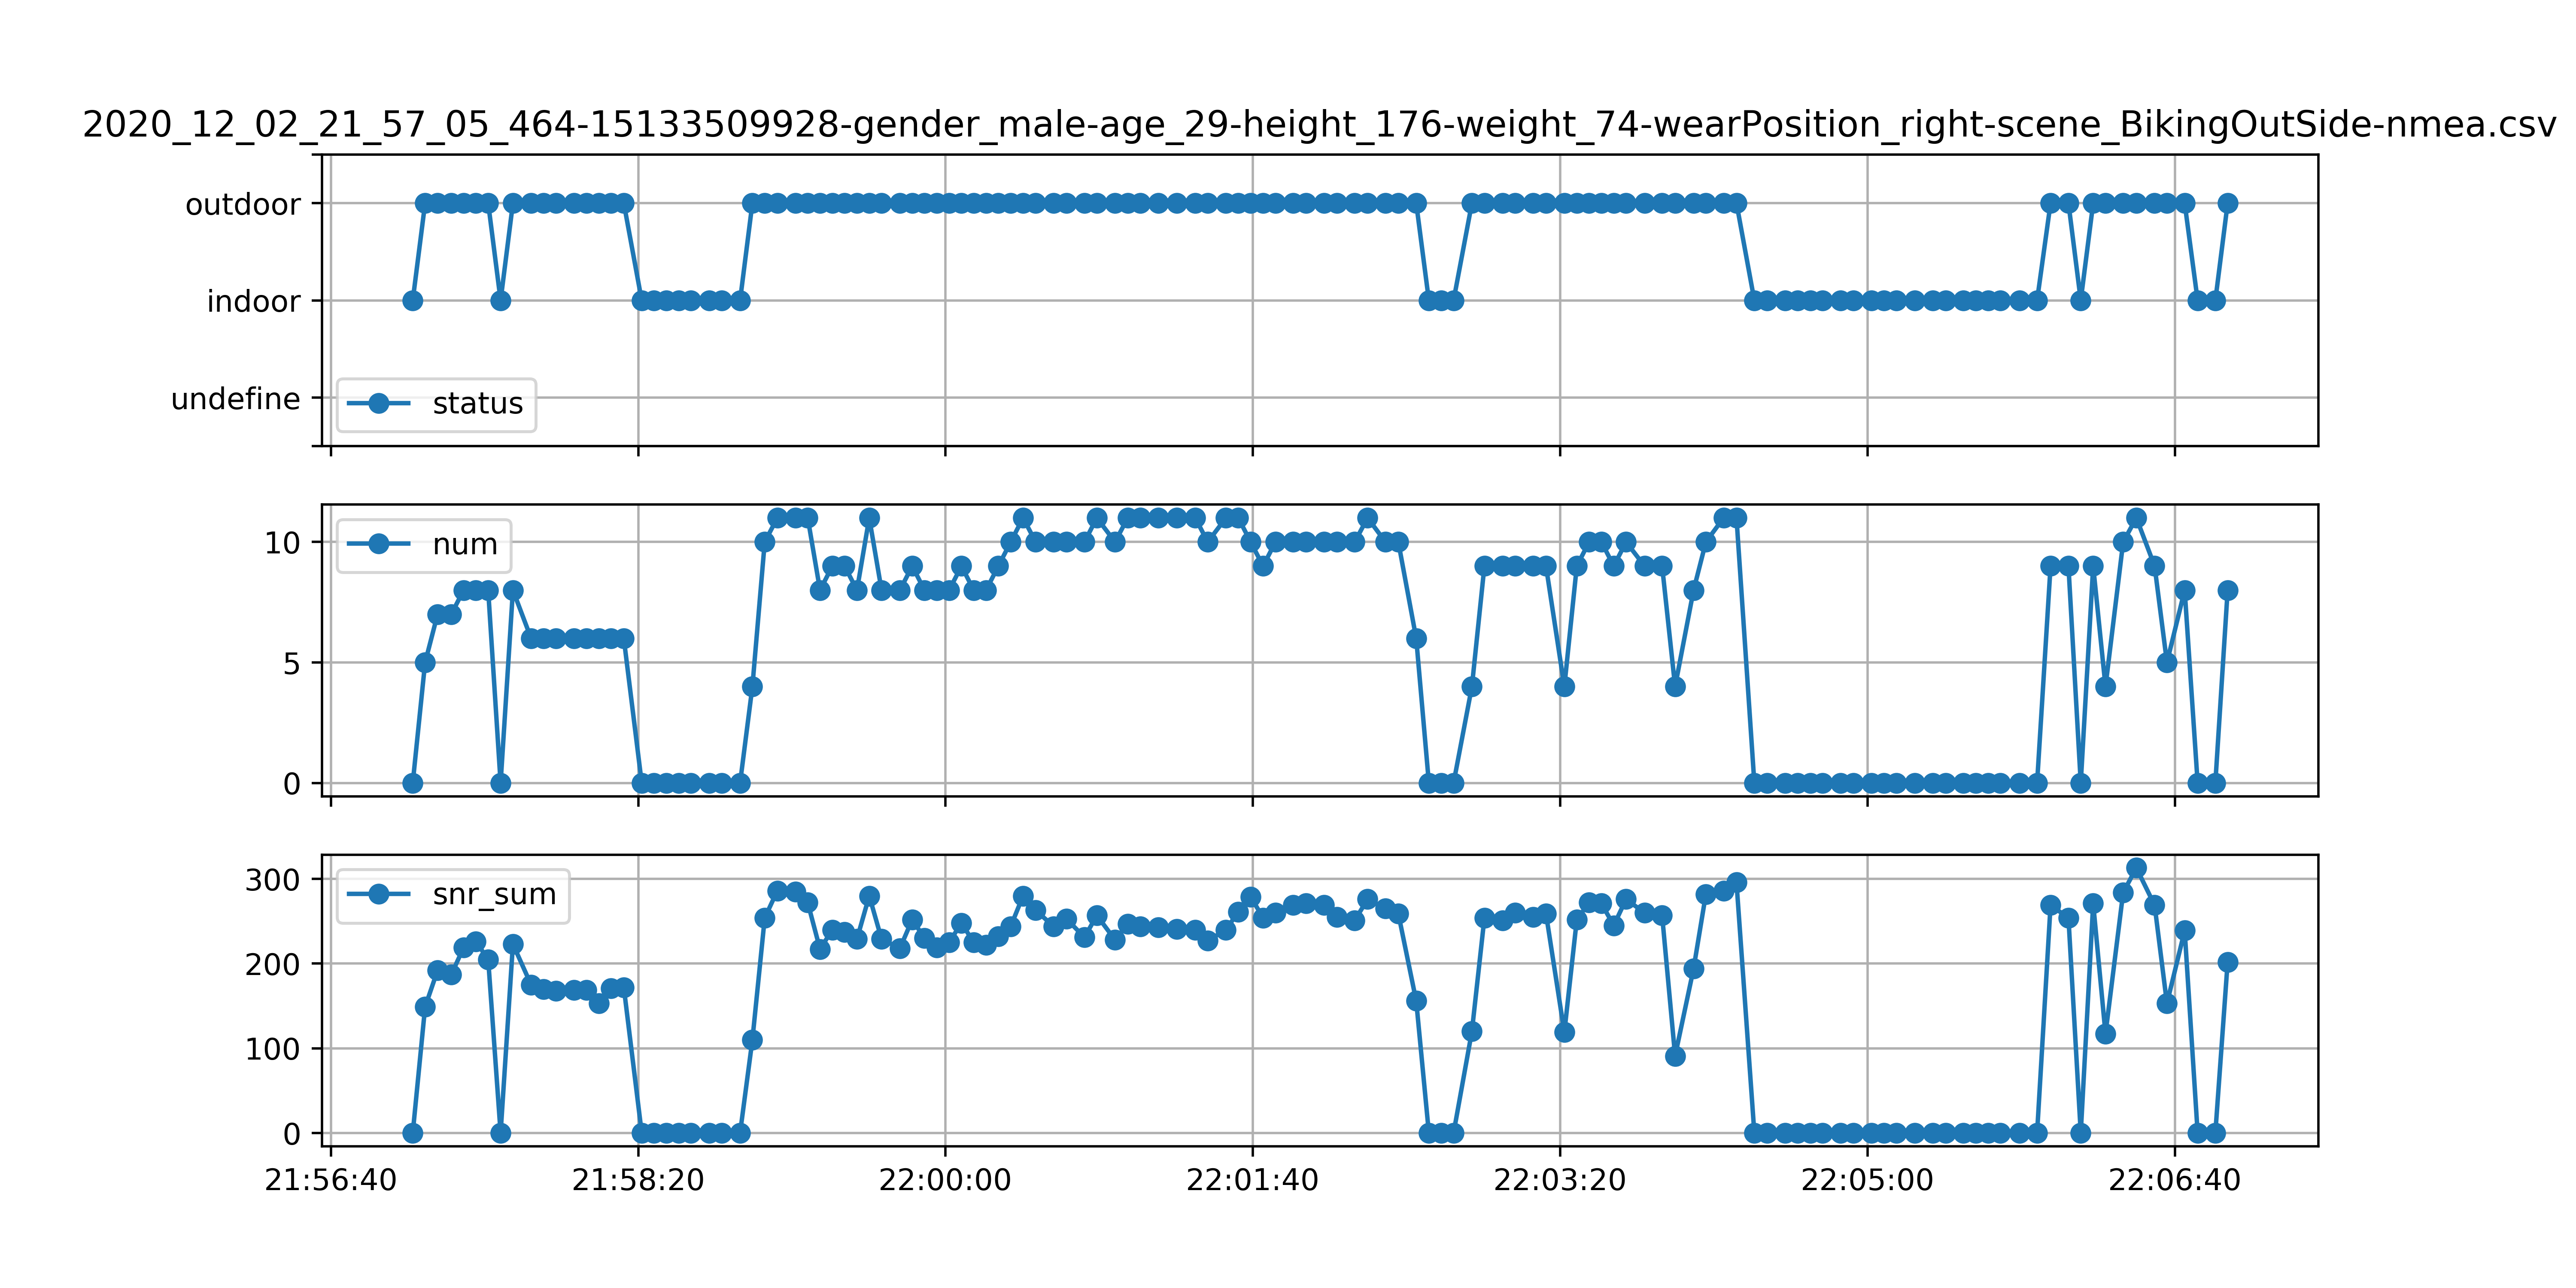 2020_12_02_21_57_05_464-15133509928-gender_male-age_29-height_176-weight_74-wearPosition_right-scene_BikingOutSide-nmea.csv
outdoor
indoor
undefine
status
10
5
0
num
300
200
100
0
snr_sum
21:56:40 21:58:20 22:00:00 22:01:40 22:03:20 22:05:00 22:06:40